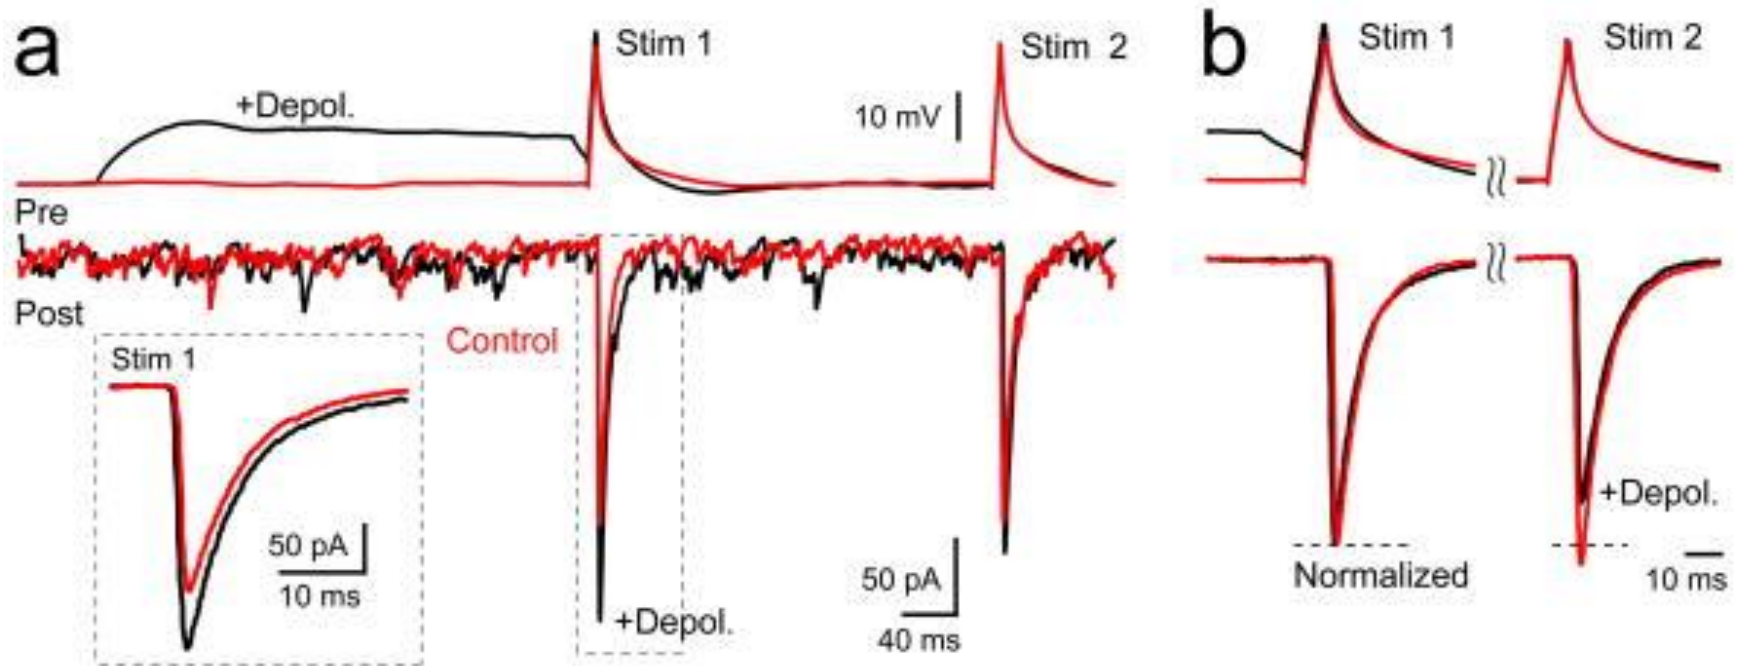 a
Stim 1
Stim 2
+Depol.
10 mV
Pre
Post
Control
Stim 1
50 pA
10 ms
+Depol.
50 pA
40 ms
b
Stim 1
Stim 2
+Depol.
Normalized
10 ms